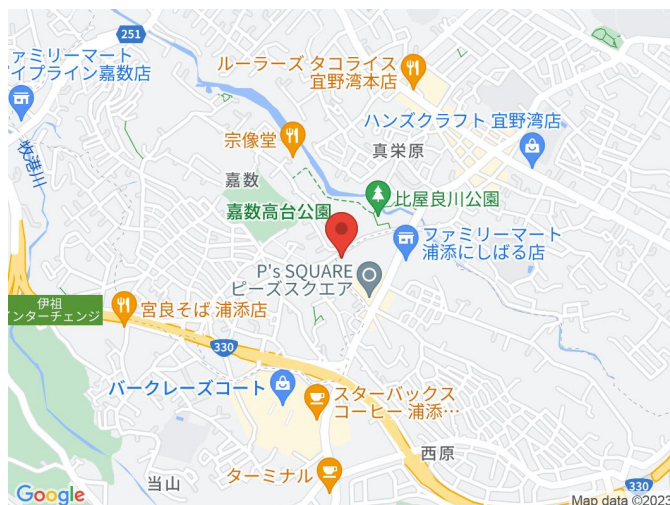 251
ァミリーマート
イプライン嘉数店
ルーラーズ タコライス
宜野湾本店
宗像堂
ハンズクラフト 宜野湾店
真栄原
牧港川
嘉数
嘉数高台公園
比屋良川公園
ファミリーマート
浦添にしばる店
P's SQUARE
ピーズスクエア
伊祖
インターチェンジ
宮良そば 浦添店
330
バークレーズコート
スターバックス
コーヒー 浦添…
西原
ターミナル
当山
330
Google
Map data ©2023